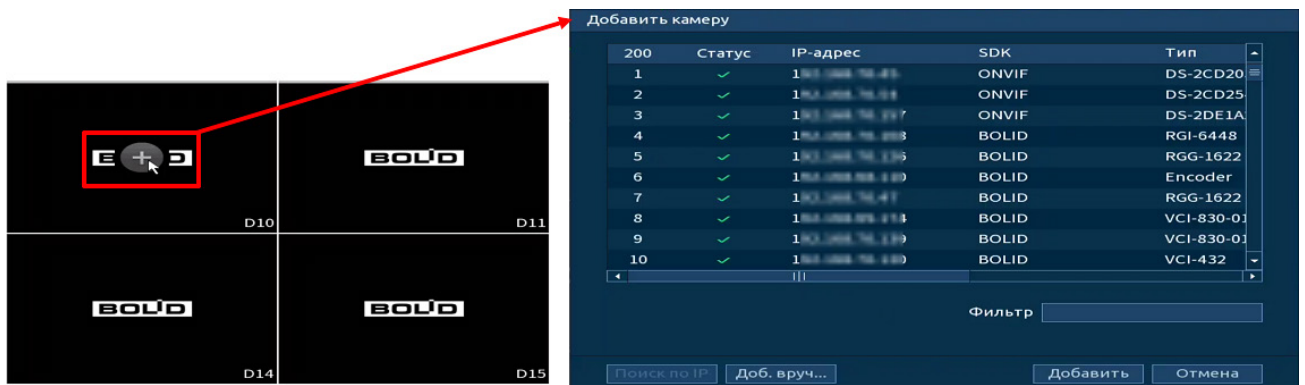 Добавить камеру
200 Статус IP-адрес SDK Тип
1 ONVIF DS-2CD20
2 ONVIF DS-2CD25
3 ONVIF DS-2DE1A
4 BOLID RGI-6448
5 BOLID RGG-1622
6 BOLID Encoder
7 BOLID RGG-1622
8 BOLID VCI-830-01
9 BOLID VCI-830-01
10 BOLID VCI-432
Фильтр
Поиск по IP Доб. вруч... Добавить Отмена
BOLID
D10 D11
BOLID BOLID
D14 D15